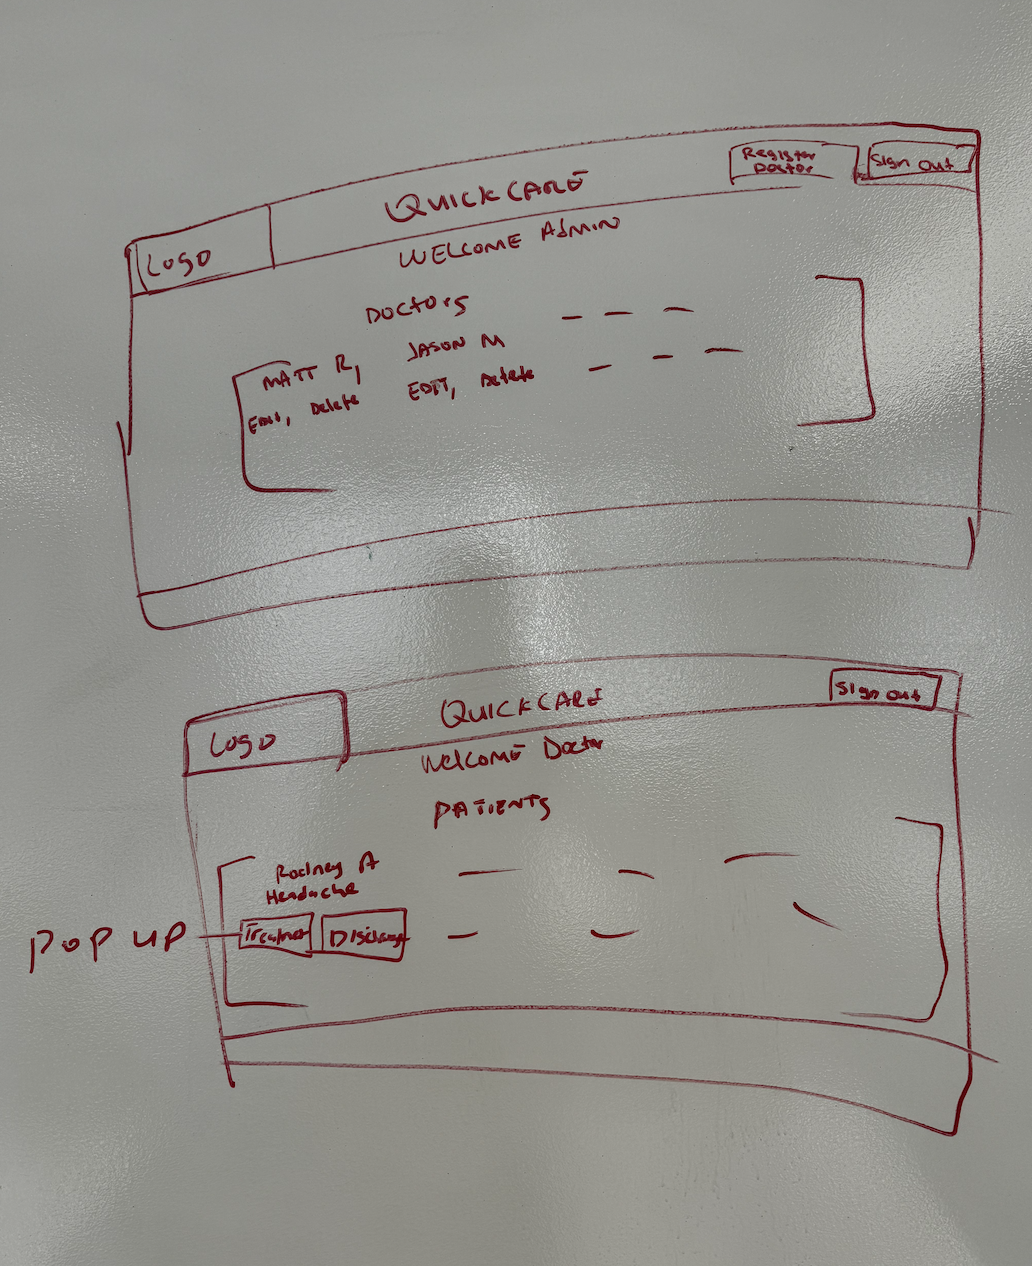 Register
Doctor
Sign Out
QUICKCARE
Logo
WELCOME Admin
DOCTORS
MATT R,
JASON M
Edit, Delete
EDIT, Delete
Sign out
QUICKCARE
Logo
Welcome Doctor
PATIENTS
Rodney A
Headache
POP UP
Discharge